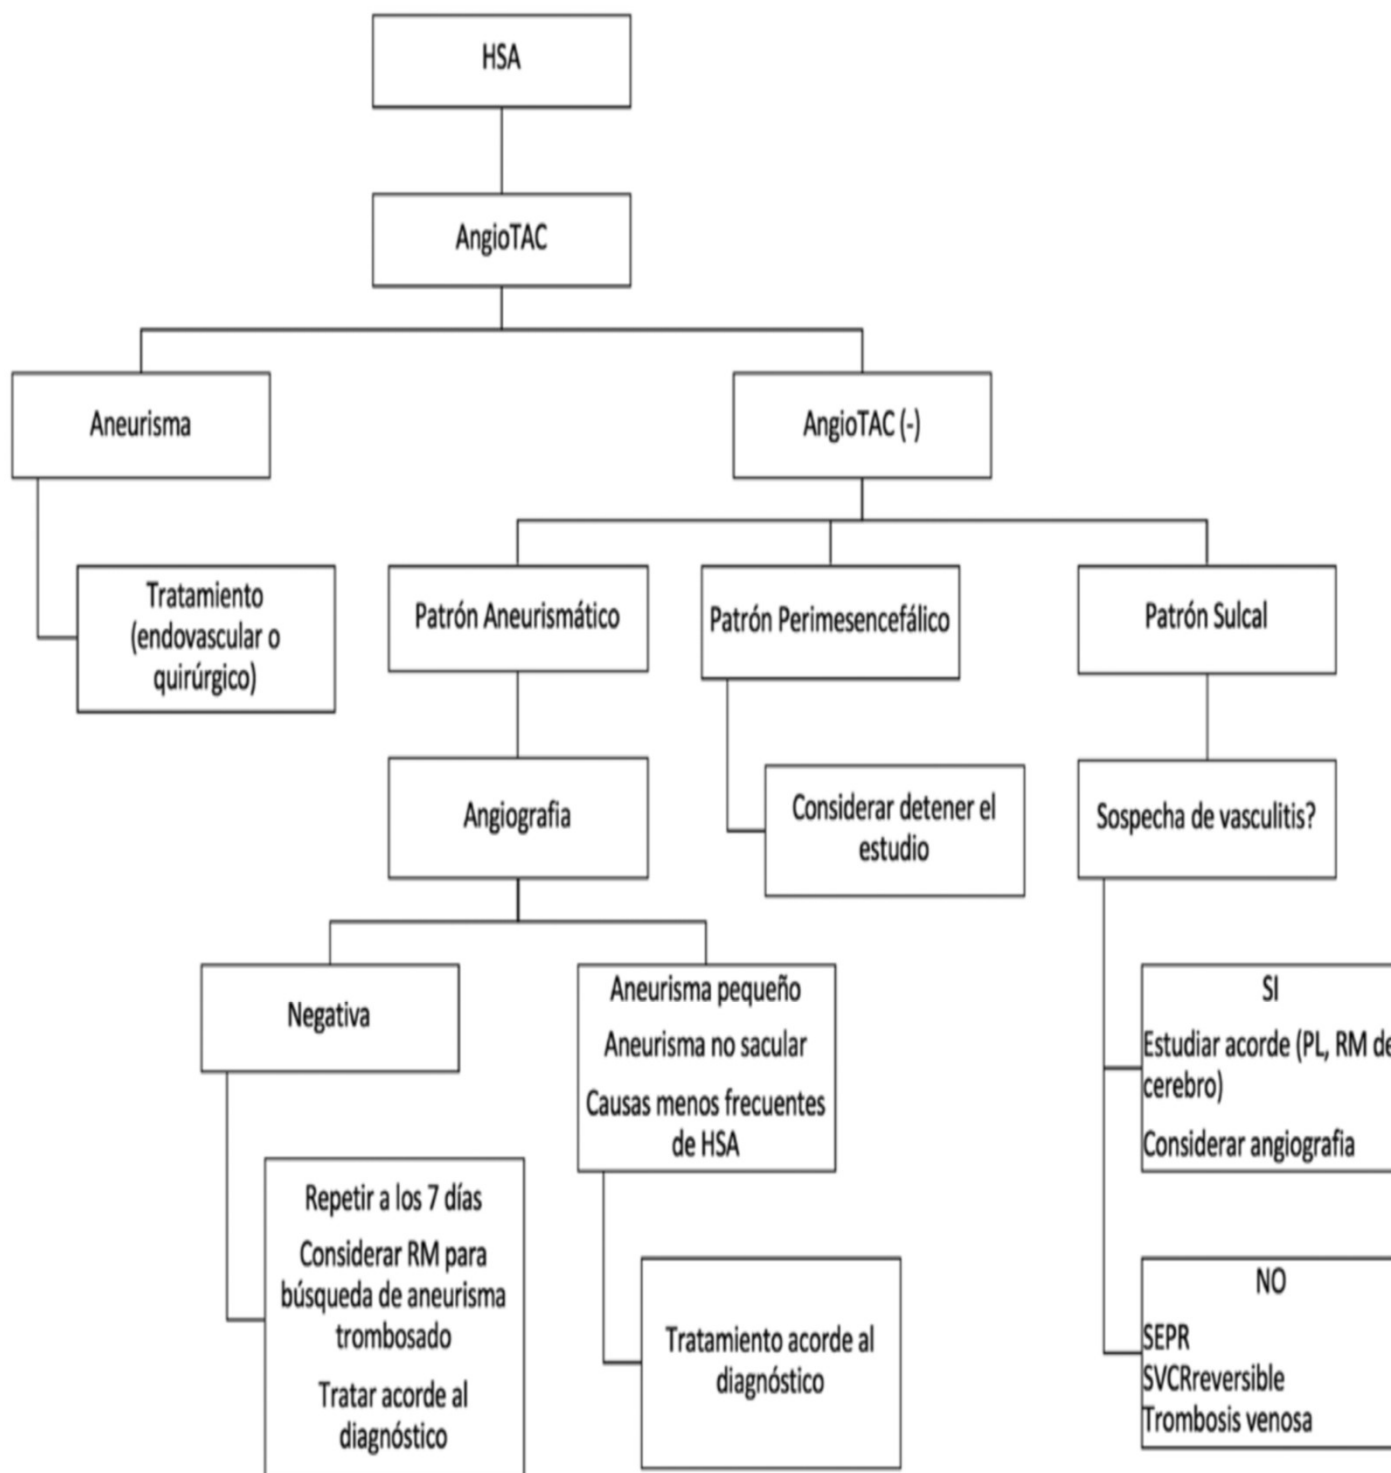 HSA
AngioTAC
Aneurisma
AngioTAC (-)
Tratamiento
(endovascular o
quirúrgico)
Patrón Aneurismático
Patrón Perimesencefálico
Patrón Sulcal
Angiografia
Considerar detener el
estudio
Sospecha de vasculitis?
Negativa
Aneurisma pequeño
Aneurisma no sacular
Causas menos frecuentes
de HSA
SI
Estudiar acorde (PL, RM de
cerebro)
Considerar angiografia
Repetir a los 7 días
Considerar RM para
búsqueda de aneurisma
trombosado
Tratar acorde al
diagnóstico
Tratamiento acorde al
diagnóstico
NO
SEPR
SVCRreversible
Trombosis venosa